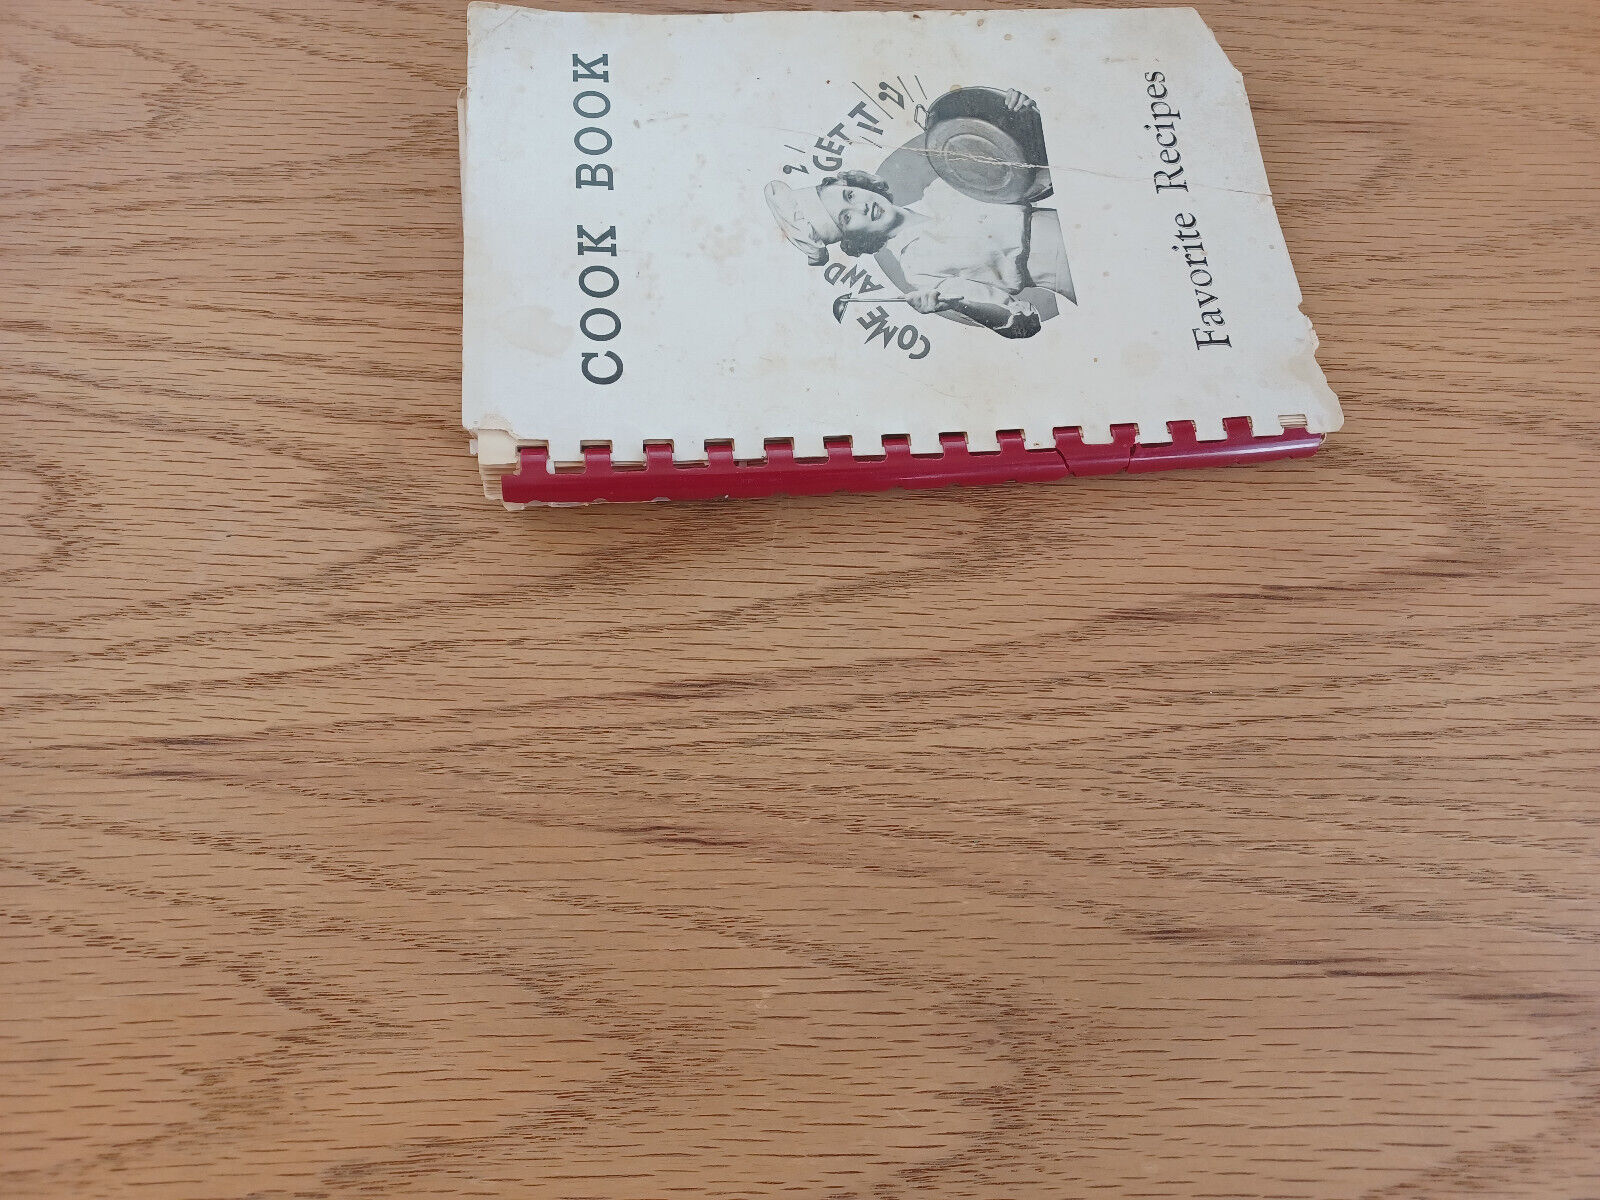 COOK BOOK
COME AND GET IT
Favorite Recipes